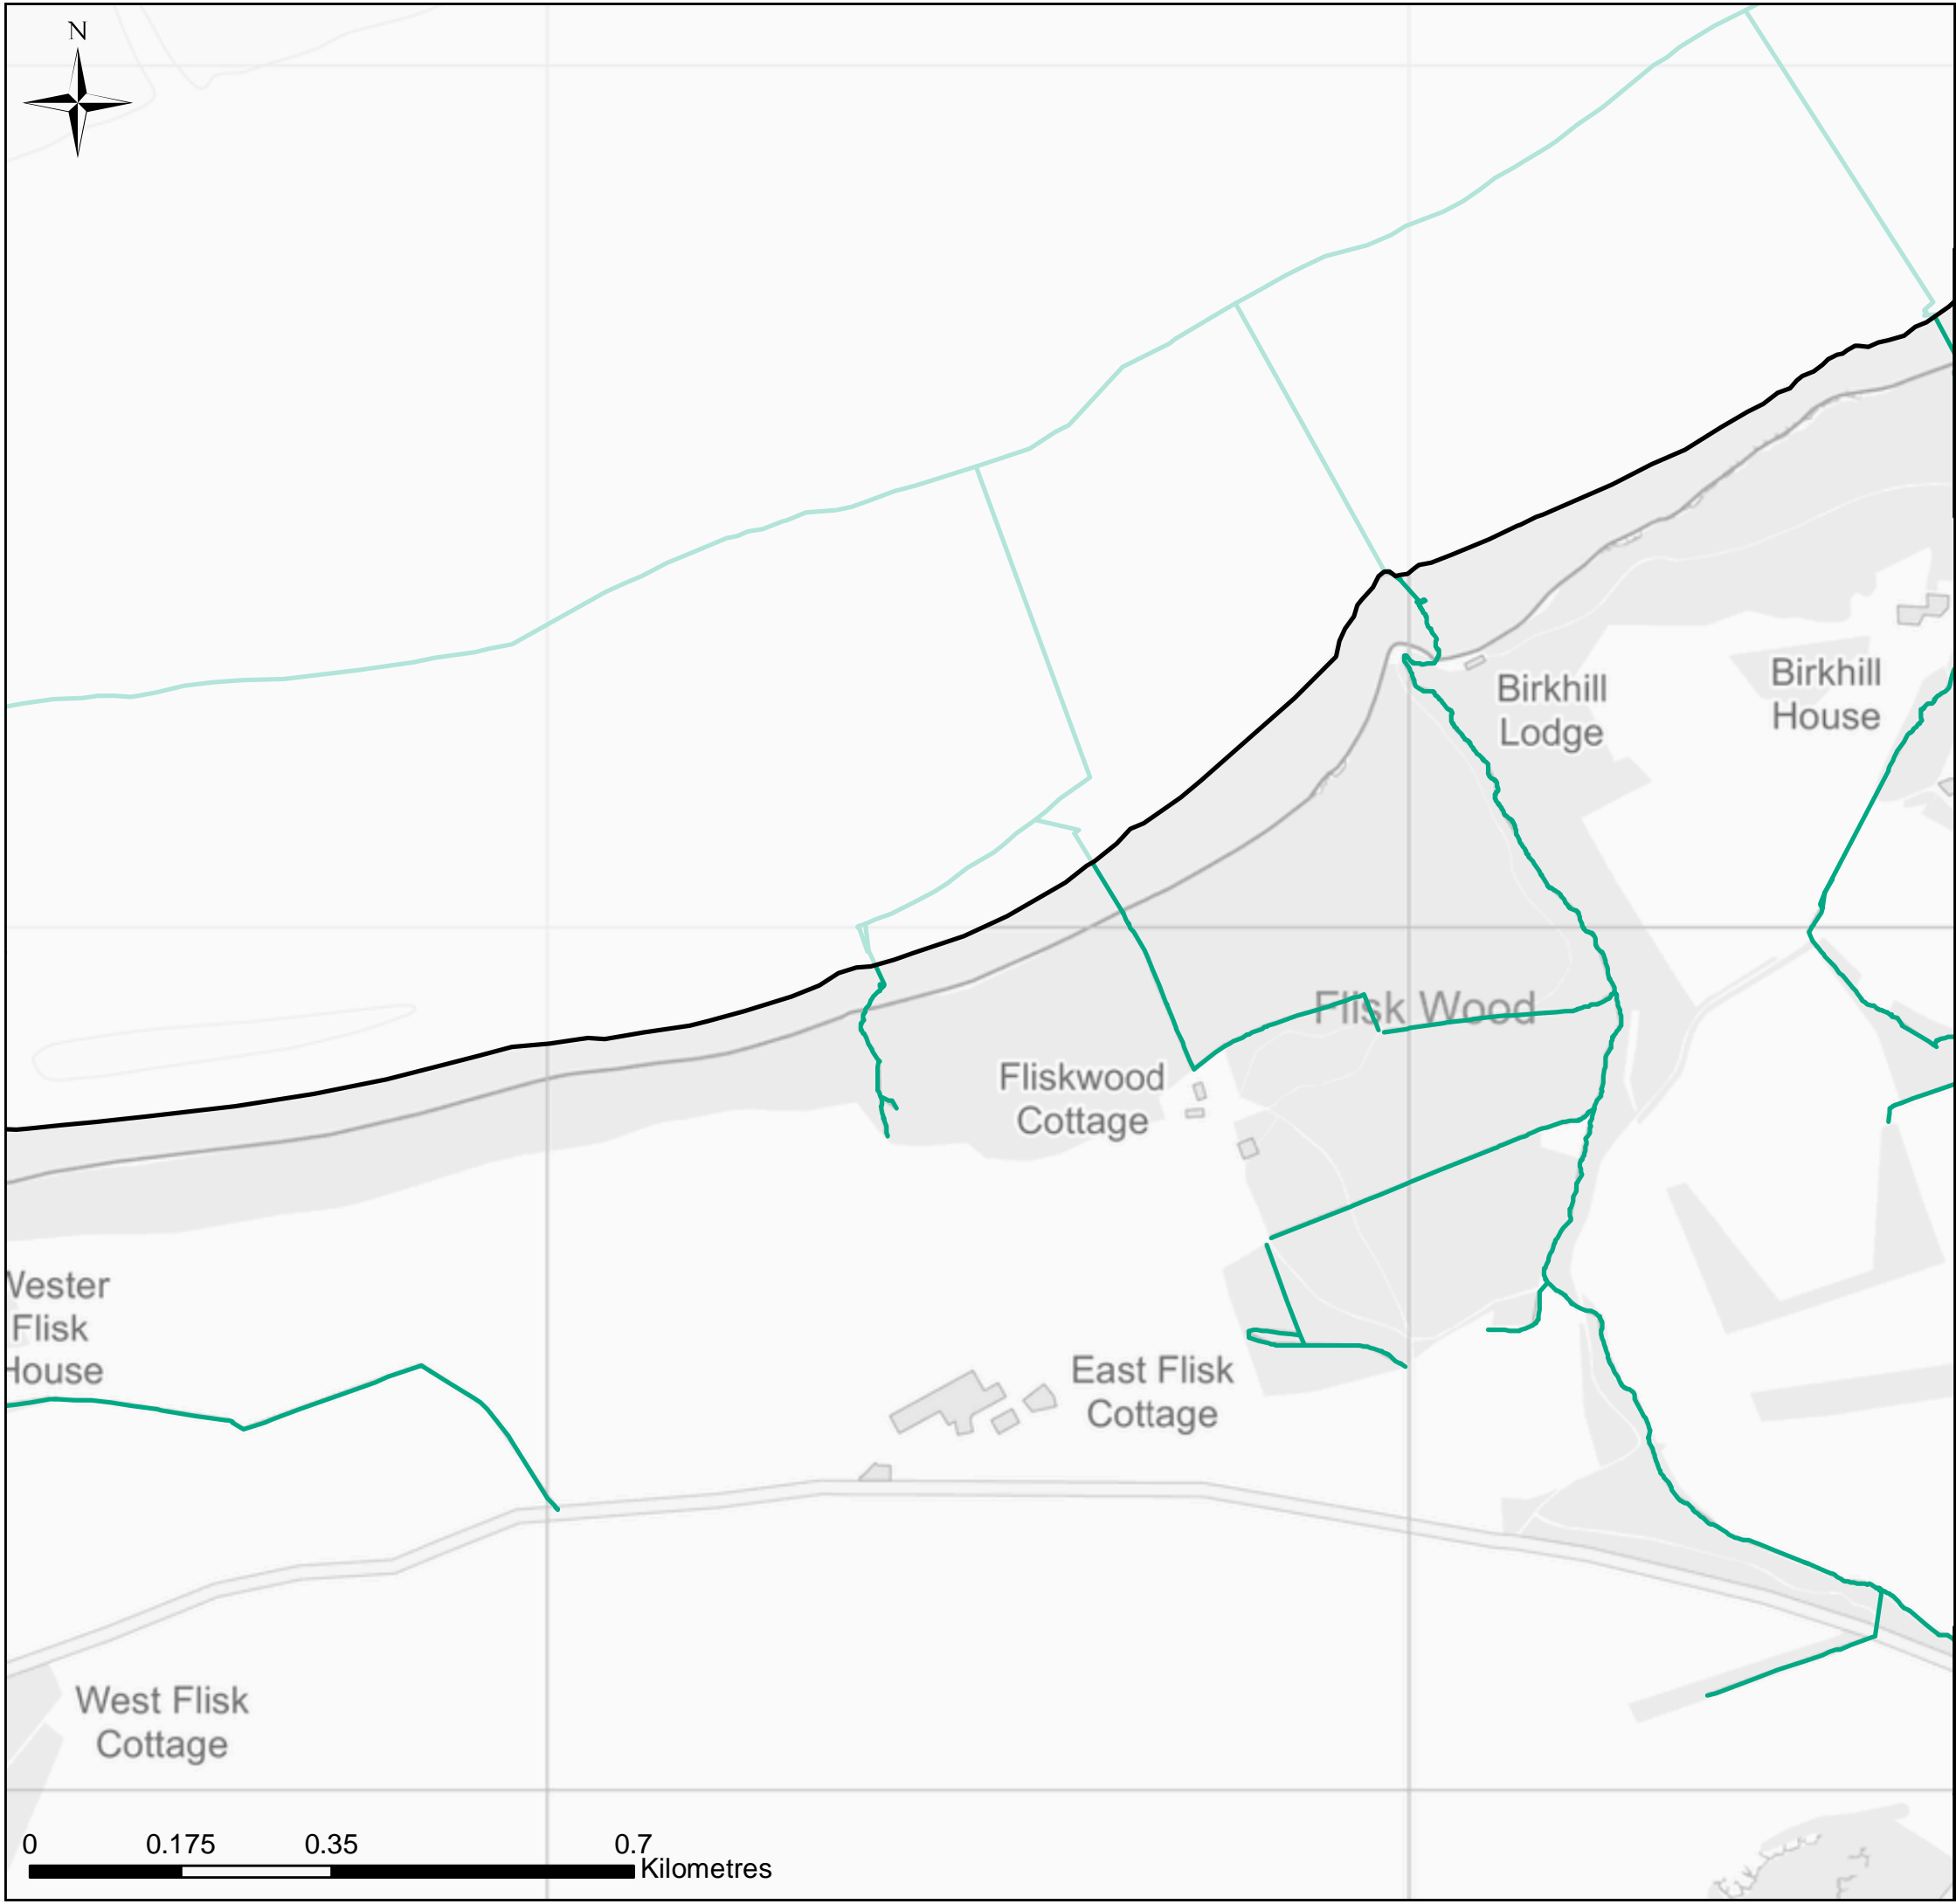 N
Birkhill
Lodge
Birkhill
House
Flisk Wood
Fliskwood
Cottage
Wester
Flisk
House
East Flisk
Cottage
West Flisk
Cottage
0 0.175 0.35 0.7
Kilometres